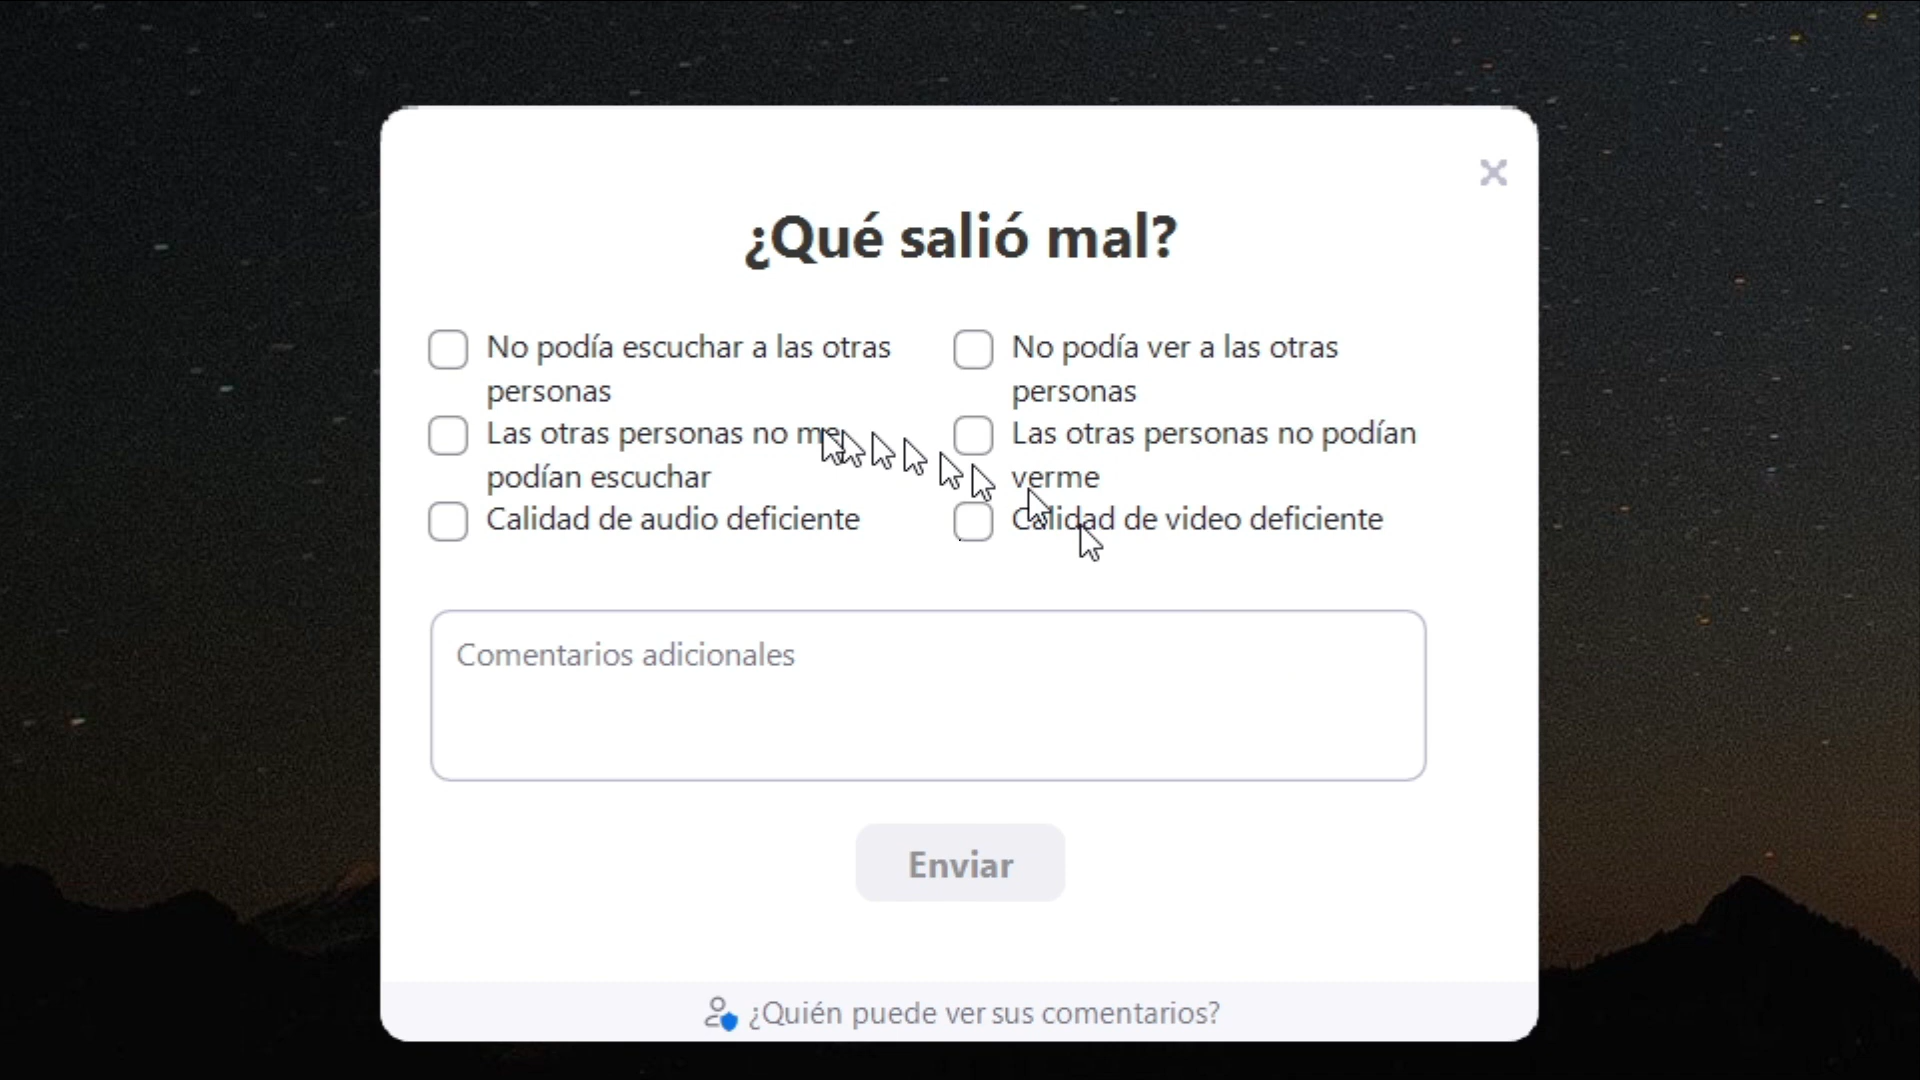 ¿Qué salió mal?
No podía escuchar a las otras personas
No podía ver a las otras personas
Las otras personas no me podían escuchar
Las otras personas no podían verme
Calidad de audio deficiente
Calidad de video deficiente
Comentarios adicionales
Enviar
¿Quién puede ver sus comentarios?